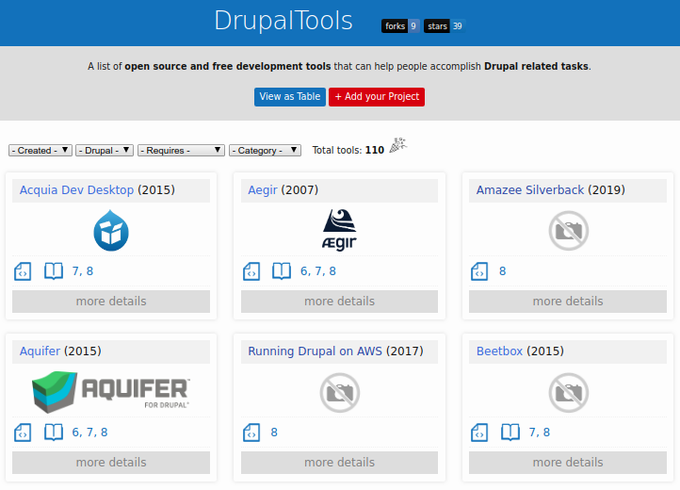 DrupalTools
forks 9 stars 39
A list of open source and free development tools that can help people accomplish Drupal related tasks.
View as Table + Add your Project
- Created - - Drupal - - Requires - - Category - Total tools: 110
Acquia Dev Desktop (2015) Aegir (2007) Amazee Silverback (2019)
ÆGIR
7, 8 6, 7, 8 8
more details more details more details
Aquifer (2015) Running Drupal on AWS (2017) Beetbox (2015)
AQUIFER
FOR DRUPAL
6, 7, 8 8 7, 8
more details more details more details